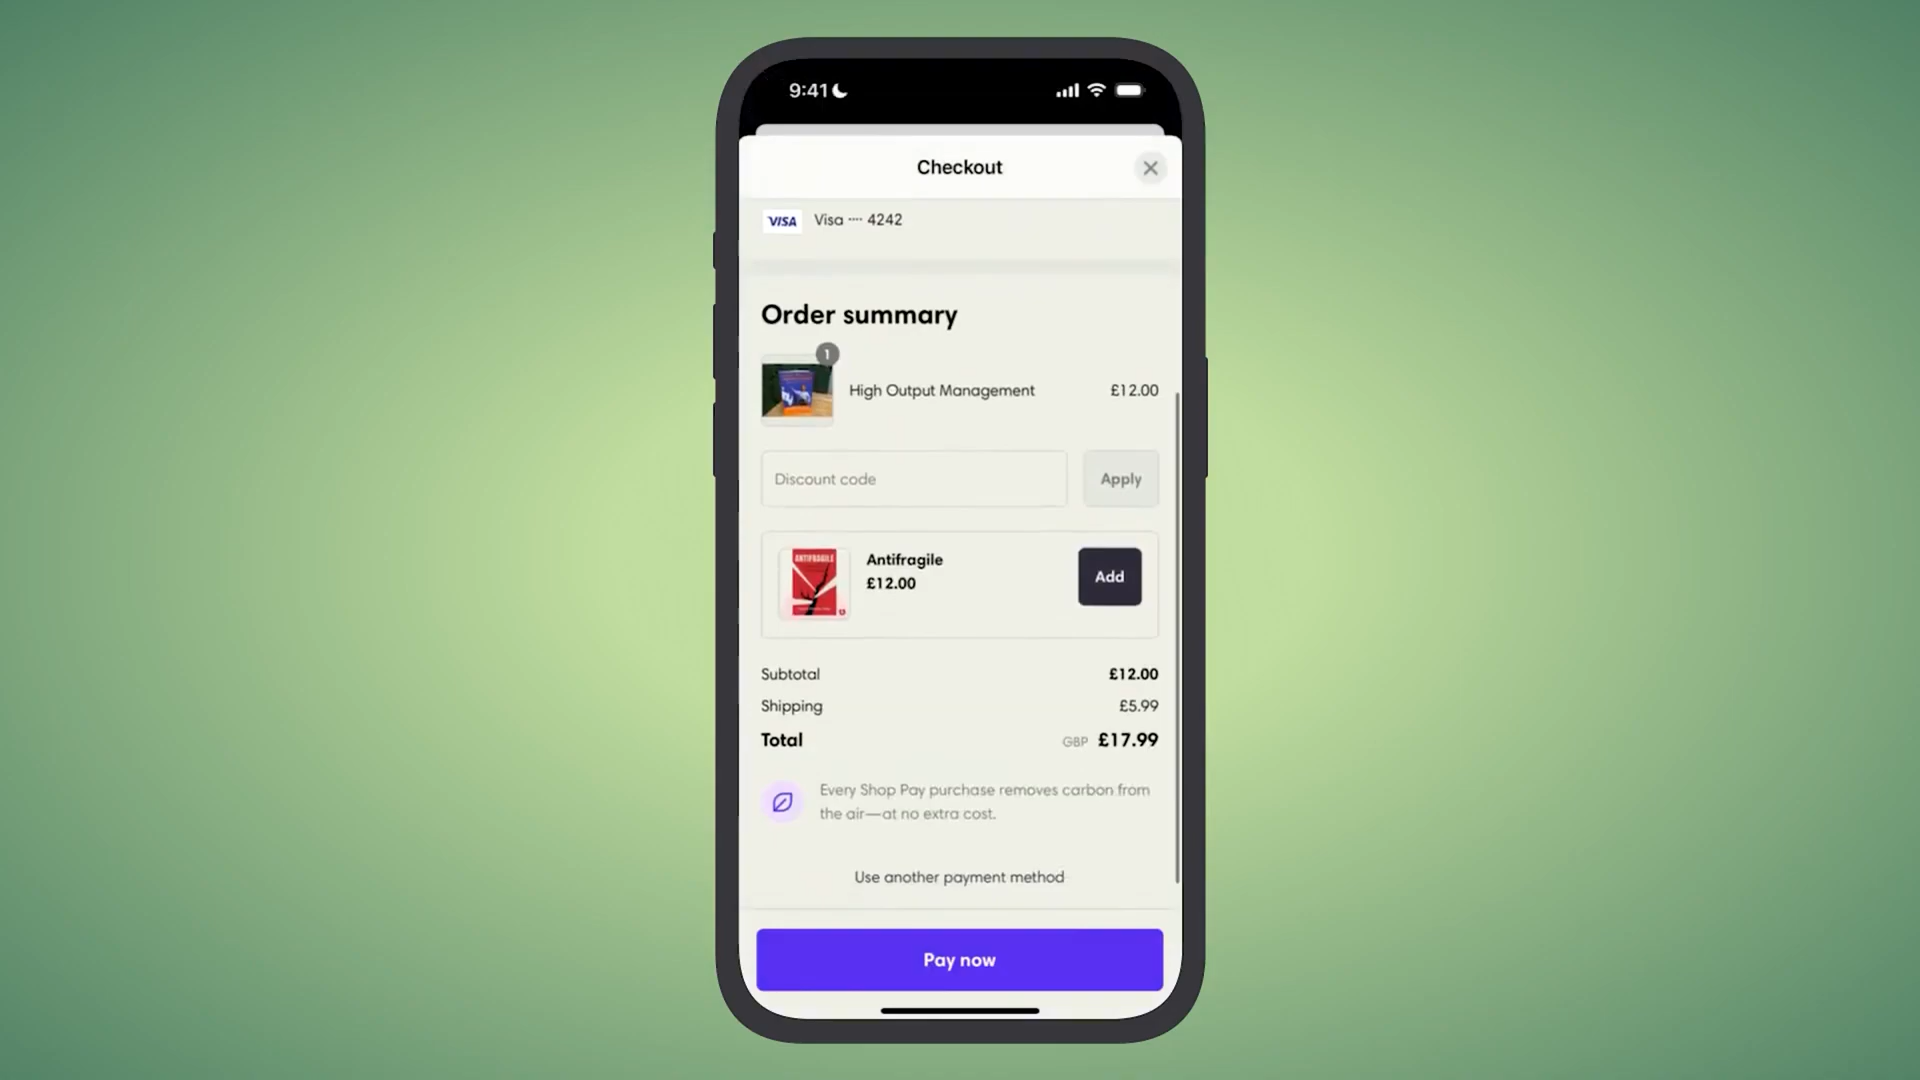 9:41
Checkout
VISA Visa ···· 4242
Order summary
1
High Output Management £12.00
Discount code Apply
ANTIFRAGILE
Antifragile
£12.00
Add
Subtotal £12.00
Shipping £5.99
Total GBP £17.99
Every Shop Pay purchase removes carbon from
the air—at no extra cost.
Use another payment method
Pay now